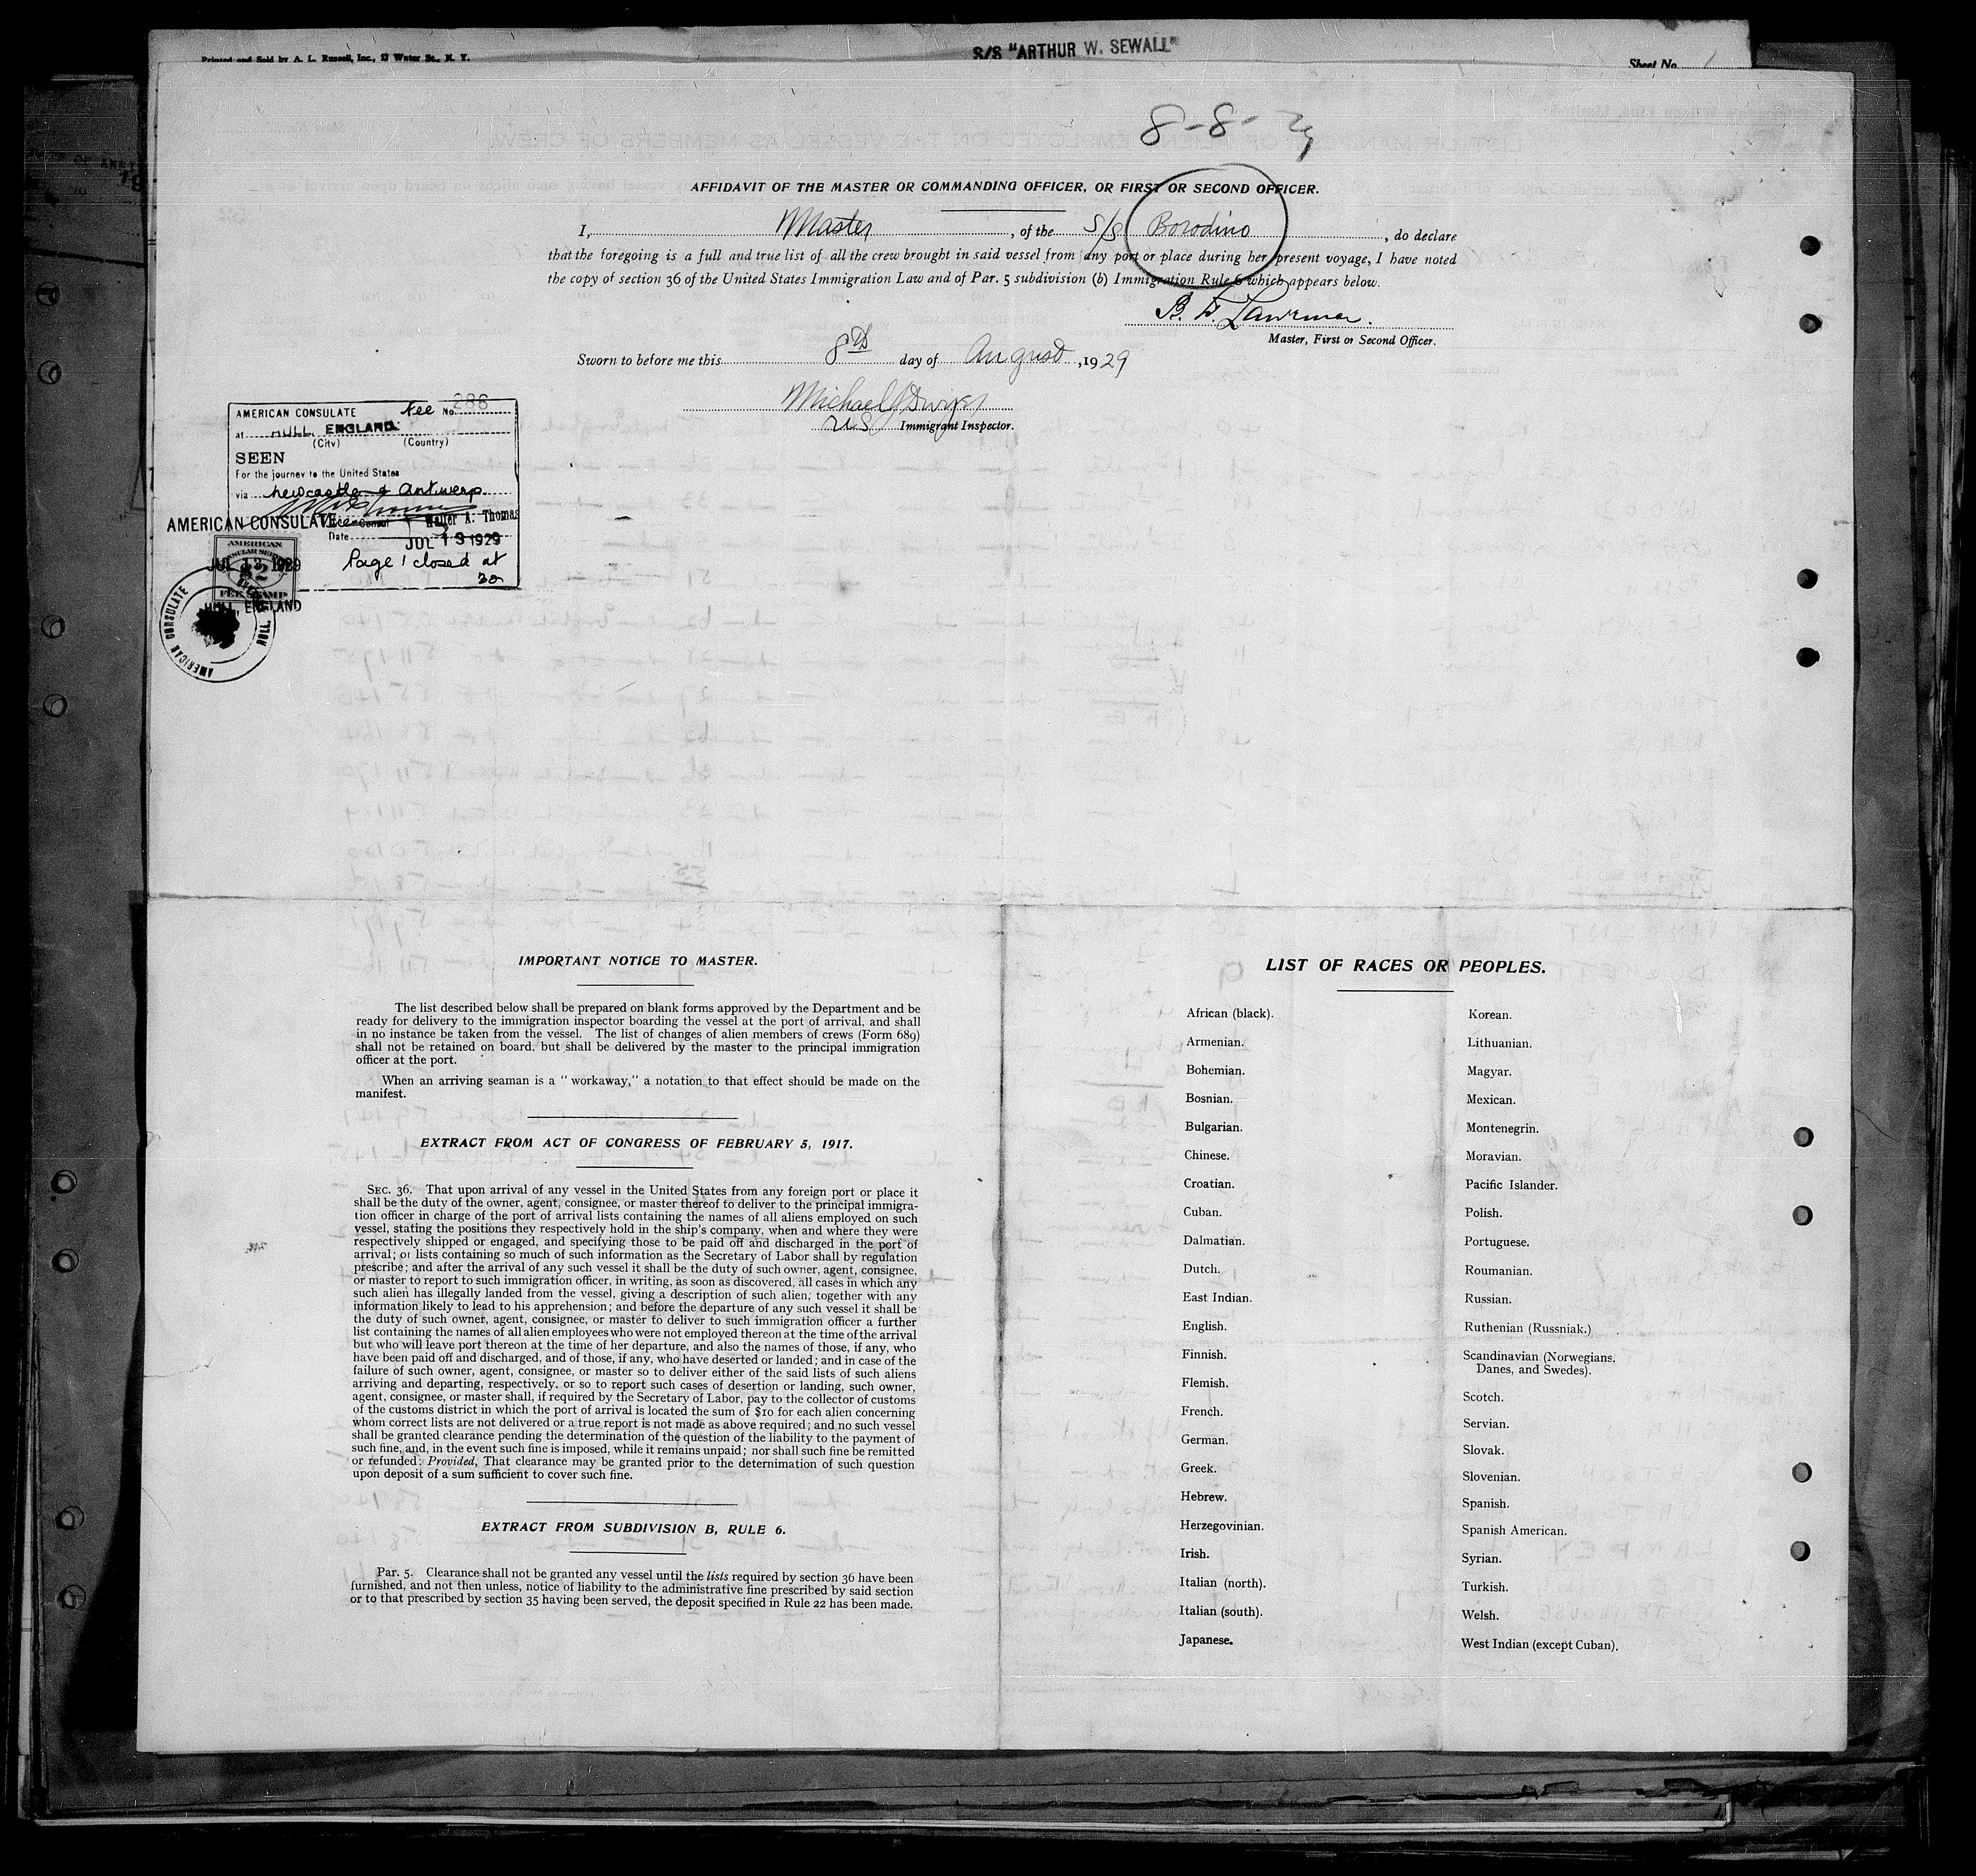 Printed and Sold by A. L. Russell, Inc., 12 Water St., N. Y.
S/S "ARTHUR W. SEWALL"
Sheet No. 1
8-8-29
AFFIDAVIT OF THE MASTER OR COMMANDING OFFICER, OR FIRST OR SECOND OFFICER.
I, Master, of the S/S Borodino, do declare
that the foregoing is a full and true list of all the crew brought in said vessel from any port or place during her present voyage, I have noted
the copy of section 36 of the United States Immigration Law and of Par. 5 subdivision (b) Immigration Rule 6 which appears below.
Master, First or Second Officer.
Sworn to before me this 8th day of August, 1929
Michael J Dwyer
US Immigrant Inspector.
AMERICAN CONSULATE Fee No. 286
at HULL, ENGLAND.
(City) (Country)
SEEN
For the journey to the United States
via Newcastle & Antwerp
AMERICAN CONSULATE Vice-Consul Walter A. Thomas
Date JUL 13 1929
Page 1 closed at
30
AMERICAN
CONSULAR SERVICE
JUL 13 1929
$2
FEE STAMP
HULL, ENGLAND
AMERICAN CONSULATE HULL,
IMPORTANT NOTICE TO MASTER.
The list described below shall be prepared on blank forms approved by the Department and be
ready for delivery to the immigration inspector boarding the vessel at the port of arrival, and shall
in no instance be taken from the vessel. The list of changes of alien members of crews (Form 689)
shall not be retained on board, but shall be delivered by the master to the principal immigration
officer at the port.
When an arriving seaman is a "workaway," a notation to that effect should be made on the
manifest.
EXTRACT FROM ACT OF CONGRESS OF FEBRUARY 5, 1917.
SEC. 36. That upon arrival of any vessel in the United States from any foreign port or place it
shall be the duty of the owner, agent, consignee, or master thereof to deliver to the principal immigra-
tion officer in charge of the port of arrival lists containing the names of all aliens employed on such
vessel, stating the positions they respectively hold in the ship's company, when and where they were
respectively shipped or engaged, and specifying those to be paid off and discharged in the port of
arrival; or lists containing so much of such information as the Secretary of Labor shall by regulation
prescribe; and after the arrival of any such vessel it shall be the duty of such owner, agent, consignee,
or master to report to such immigration officer, in writing, as soon as discovered, all cases in which any
such alien has illegally landed from the vessel, giving a description of such alien, together with any
information likely to lead to his apprehension; and before the departure of any such vessel it shall be
the duty of such owner, agent, consignee, or master to deliver to such immigration officer a further
list containing the names of all alien employees who were not employed thereon at the time of the arrival
but who will leave port thereon at the time of her departure, and also the names of those, if any, who
have been paid off and discharged, and of those, if any, who have deserted or landed; and in case of the
failure of such owner, agent, consignee, or master so to deliver either of the said lists of such aliens
arriving and departing, respectively, or so to report such cases of desertion or landing, such owner,
agent, consignee, or master shall, if required by the Secretary of Labor, pay to the collector of customs
of the customs district in which the port of arrival is located the sum of $10 for each alien concerning
whom correct lists are not delivered or a true report is not made as above required; and no such vessel
shall be granted clearance pending the determination of the question of the liability to the payment of
such fine, and, in the event such fine is imposed, while it remains unpaid; nor shall such fine be remitted
or refunded: Provided, That clearance may be granted prior to the deternimation of such question
upon deposit of a sum sufficient to cover such fine.
EXTRACT FROM SUBDIVISION B, RULE 6.
Par. 5. Clearance shall not be granted any vessel until the lists required by section 36 have been
furnished, and not then unless, notice of liability to the administrative fine prescribed by said section
or to that prescribed by section 35 having been served, the deposit specified in Rule 22 has been made.
LIST OF RACES OR PEOPLES.
African (black).
Armenian.
Bohemian.
Bosnian.
Bulgarian.
Chinese.
Croatian.
Cuban.
Dalmatian.
Dutch.
East Indian.
English.
Finnish.
Flemish.
French.
German.
Greek.
Hebrew.
Herzegovinian.
Irish.
Italian (north).
Italian (south).
Japanese.
Korean.
Lithuanian.
Magyar.
Mexican.
Montenegrin.
Moravian.
Pacific Islander.
Polish.
Portuguese.
Roumanian.
Russian.
Ruthenian (Russniak.)
Scandinavian (Norwegians,
Danes, and Swedes).
Scotch.
Servian.
Slovak.
Slovenian.
Spanish.
Spanish American.
Syrian.
Turkish.
Welsh.
West Indian (except Cuban).